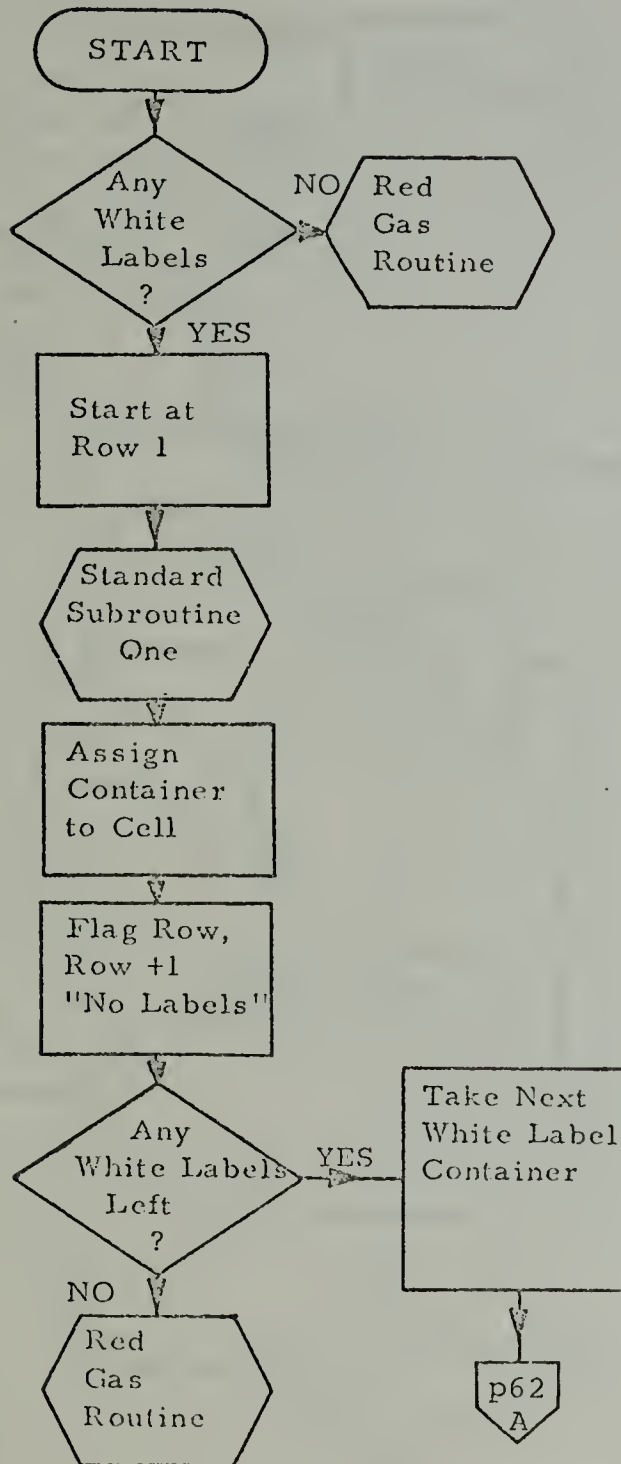 START
Any
White
Labels
?
NO
Red
Gas
Routine
YES
Start at
Row 1
Standard
Subroutine
One
Assign
Container
to Cell
Flag Row,
Row +1
"No Labels"
Any
White Labels
Left
?
YES
Take Next
White Label
Container
NO
Red
Gas
Routine
p62
A